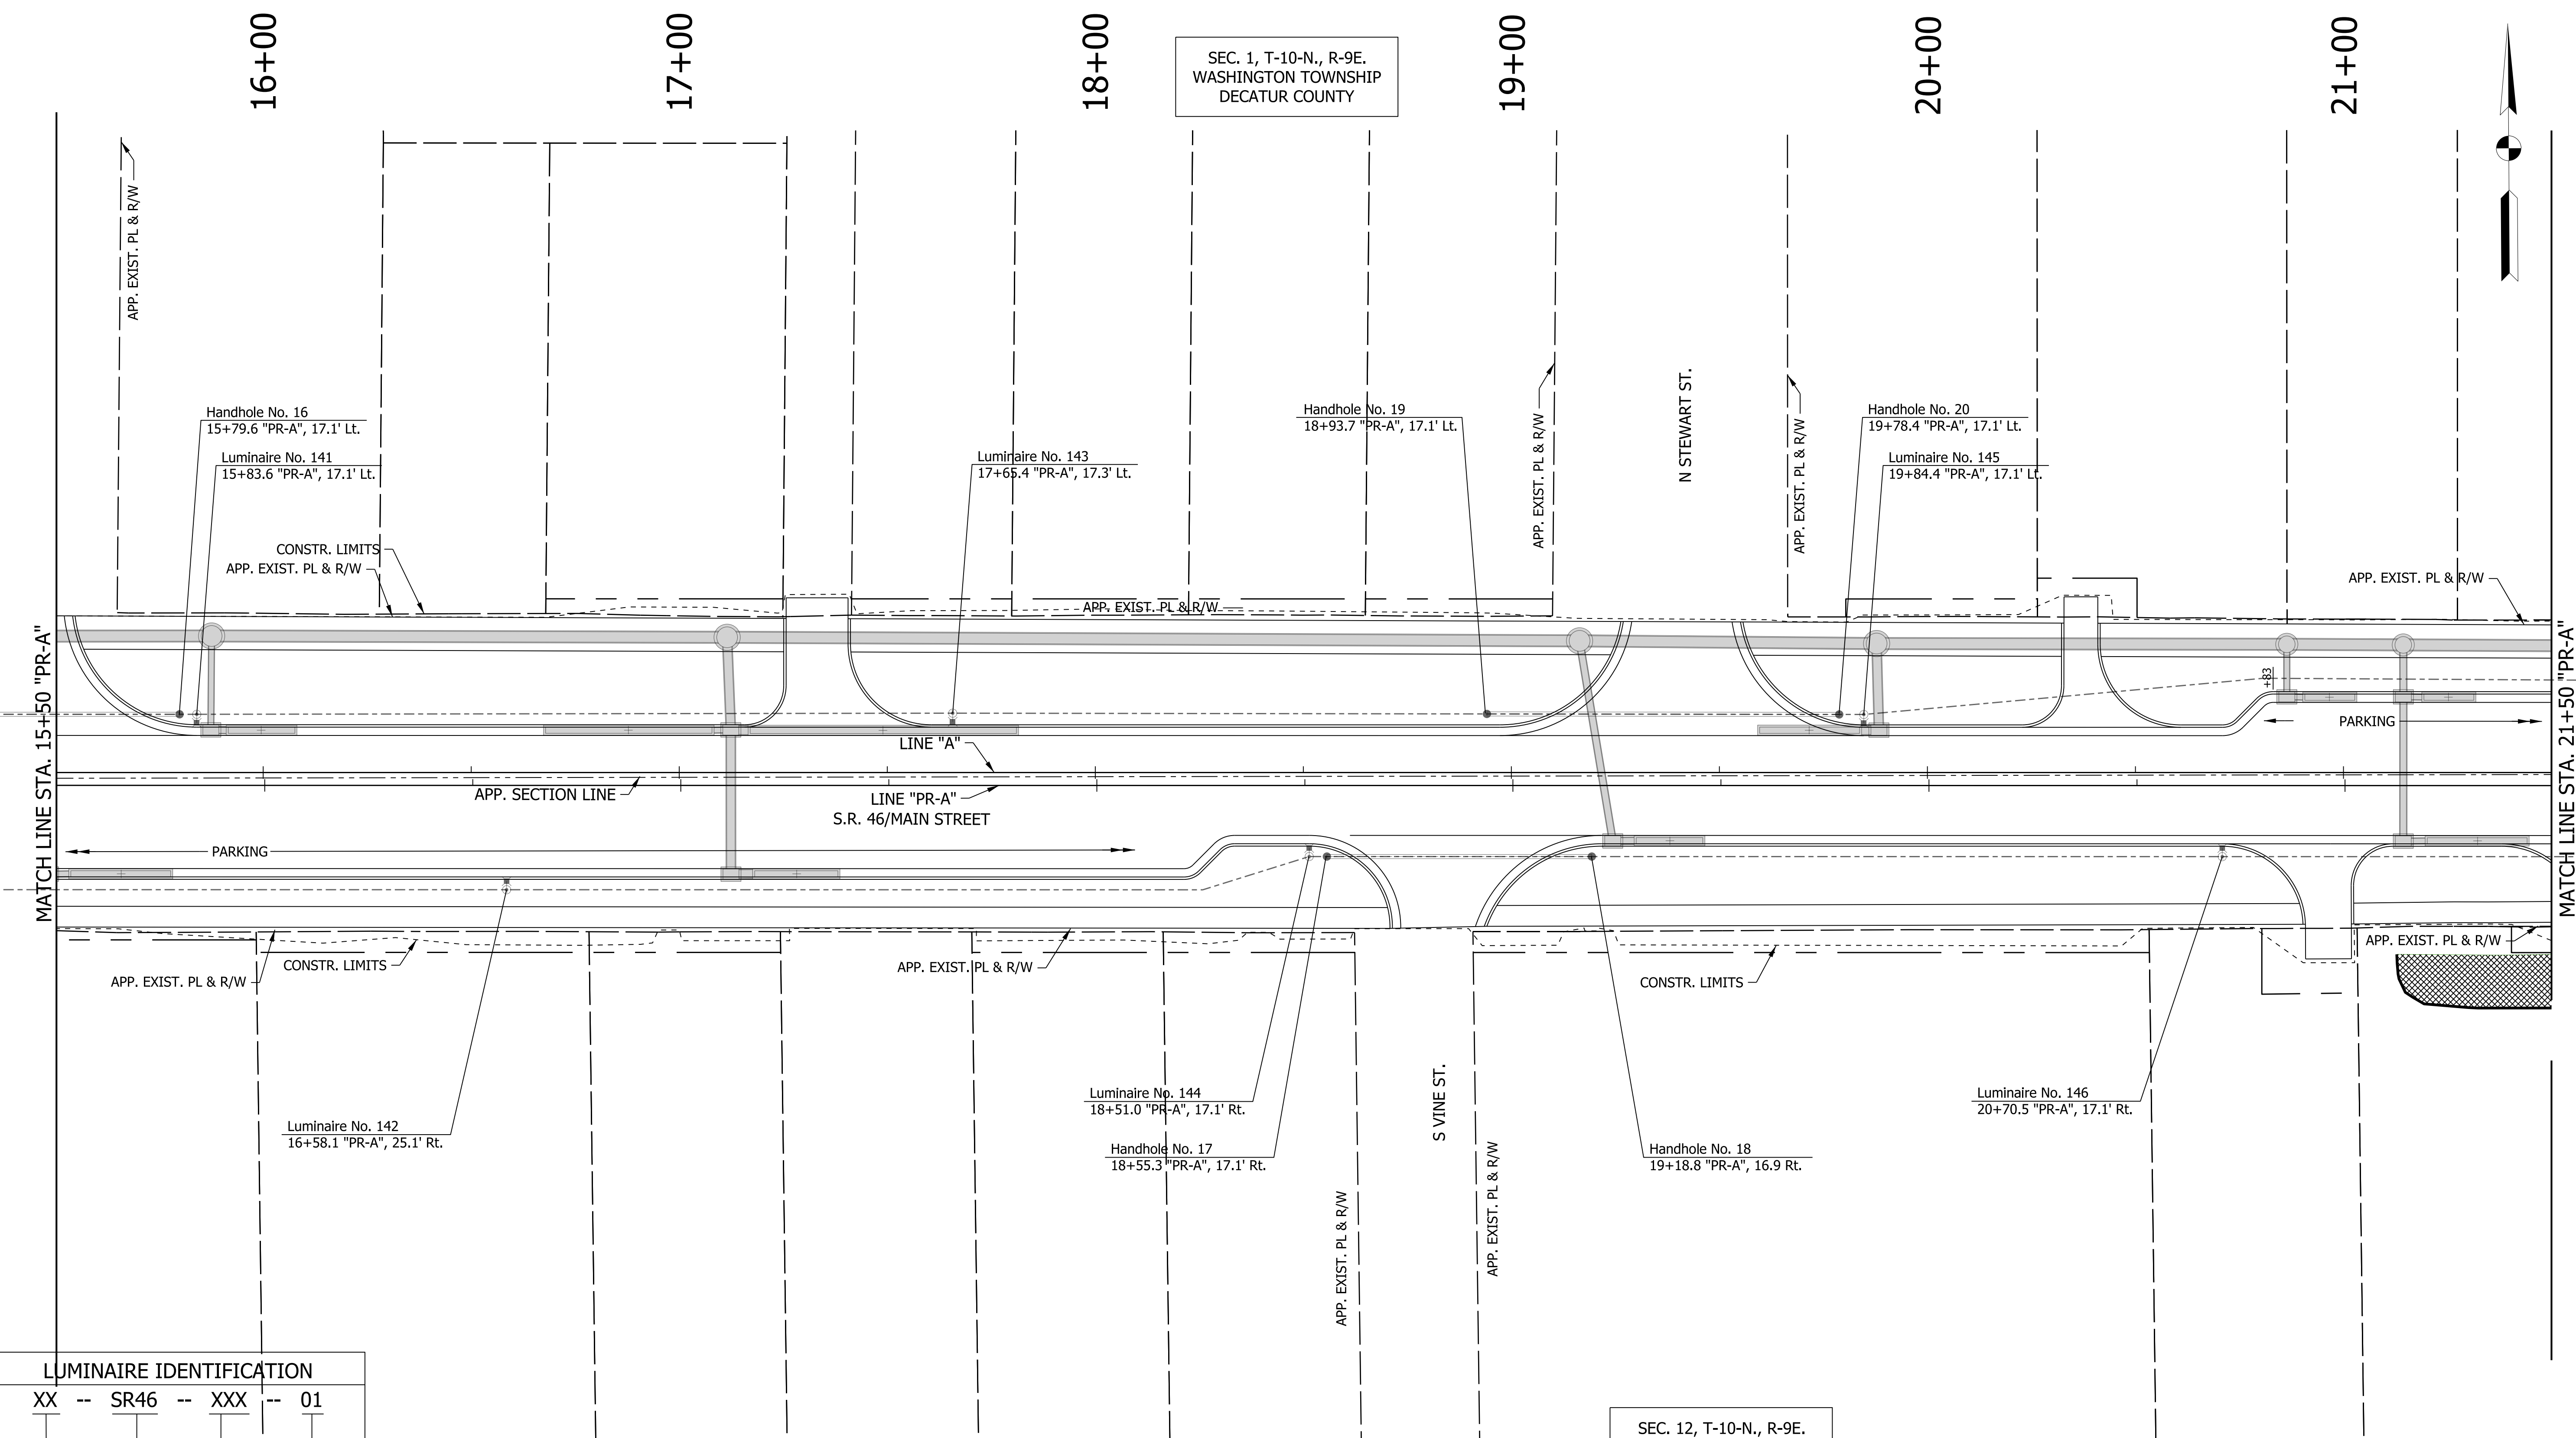 16+00
17+00
18+00
19+00
20+00
21+00
SEC. 1, T-10-N., R-9E.
WASHINGTON TOWNSHIP
DECATUR COUNTY
APP. EXIST. PL & R/W
Handhole No. 16
15+79.6 "PR-A", 17.1' Lt.
Luminaire No. 141
15+83.6 "PR-A", 17.1' Lt.
Luminaire No. 143
17+65.4 "PR-A", 17.3' Lt.
Handhole No. 19
18+93.7 "PR-A", 17.1' Lt.
APP. EXIST. PL & R/W
N STEWART ST.
APP. EXIST. PL & R/W
Handhole No. 20
19+78.4 "PR-A", 17.1' Lt.
Luminaire No. 145
19+84.4 "PR-A", 17.1' Lt.
CONSTR. LIMITS
APP. EXIST. PL & R/W
APP. EXIST. PL & R/W
APP. EXIST. PL & R/W
MATCH LINE STA. 15+50 "PR-A"
MATCH LINE STA. 21+50 "PR-A"
+83
PARKING
LINE "A"
APP. SECTION LINE
LINE "PR-A"
S.R. 46/MAIN STREET
PARKING
APP. EXIST. PL & R/W
CONSTR. LIMITS
APP. EXIST. PL & R/W
CONSTR. LIMITS
APP. EXIST. PL & R/W
Luminaire No. 142
16+58.1 "PR-A", 25.1' Rt.
Luminaire No. 144
18+51.0 "PR-A", 17.1' Rt.
Handhole No. 17
18+55.3 "PR-A", 17.1' Rt.
S VINE ST.
APP. EXIST. PL & R/W
APP. EXIST. PL & R/W
Handhole No. 18
19+18.8 "PR-A", 16.9 Rt.
Luminaire No. 146
20+70.5 "PR-A", 17.1' Rt.
LUMINAIRE IDENTIFICATION
XX -- SR46 -- XXX -- 01
SEC. 12, T-10-N., R-9E.